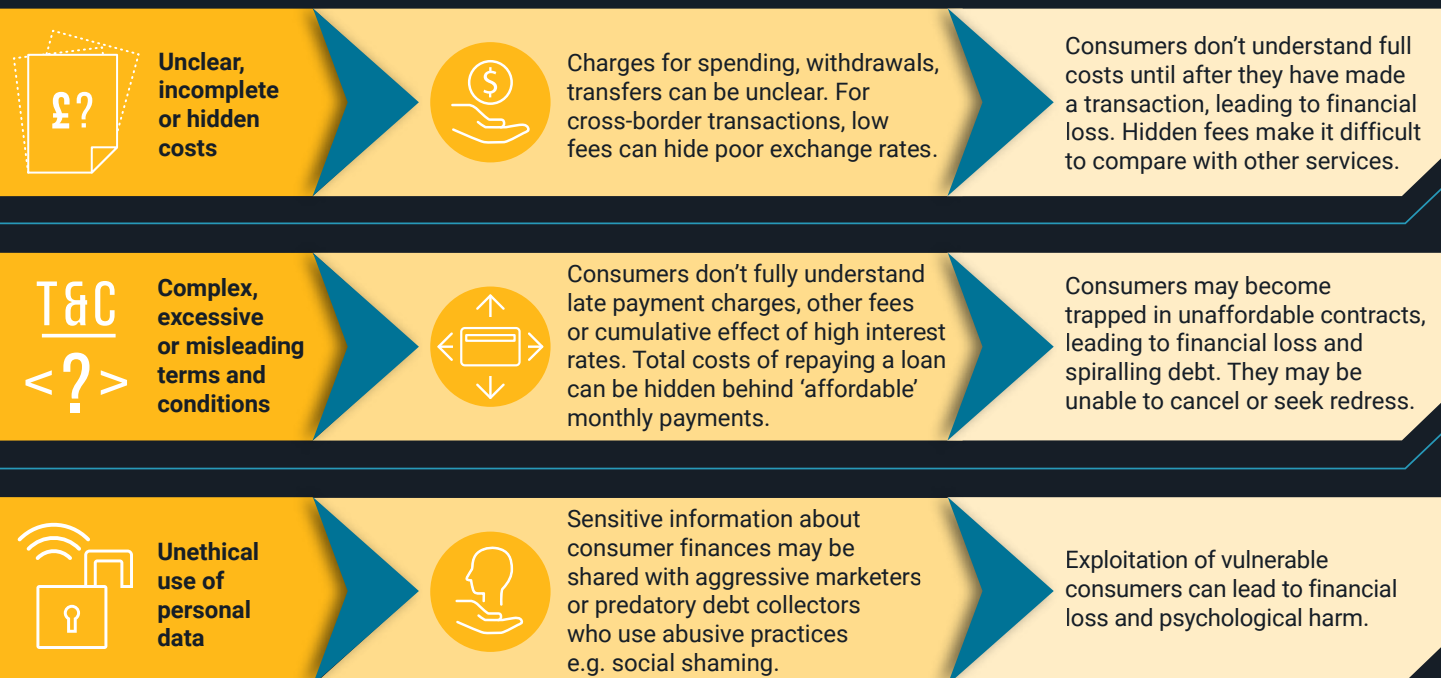 £?
Unclear,
incomplete
or hidden
costs
$
Charges for spending, withdrawals,
transfers can be unclear. For
cross-border transactions, low
fees can hide poor exchange rates.
Consumers don’t understand full
costs until after they have made
a transaction, leading to financial
loss. Hidden fees make it difficult
to compare with other services.
T&C
<?>
Complex,
excessive
or misleading
terms and
conditions
Consumers don’t fully understand
late payment charges, other fees
or cumulative effect of high interest
rates. Total costs of repaying a loan
can be hidden behind ‘affordable’
monthly payments.
Consumers may become
trapped in unaffordable contracts,
leading to financial loss and
spiralling debt. They may be
unable to cancel or seek redress.
Unethical
use of
personal
data
Sensitive information about
consumer finances may be
shared with aggressive marketers
or predatory debt collectors
who use abusive practices
e.g. social shaming.
Exploitation of vulnerable
consumers can lead to financial
loss and psychological harm.